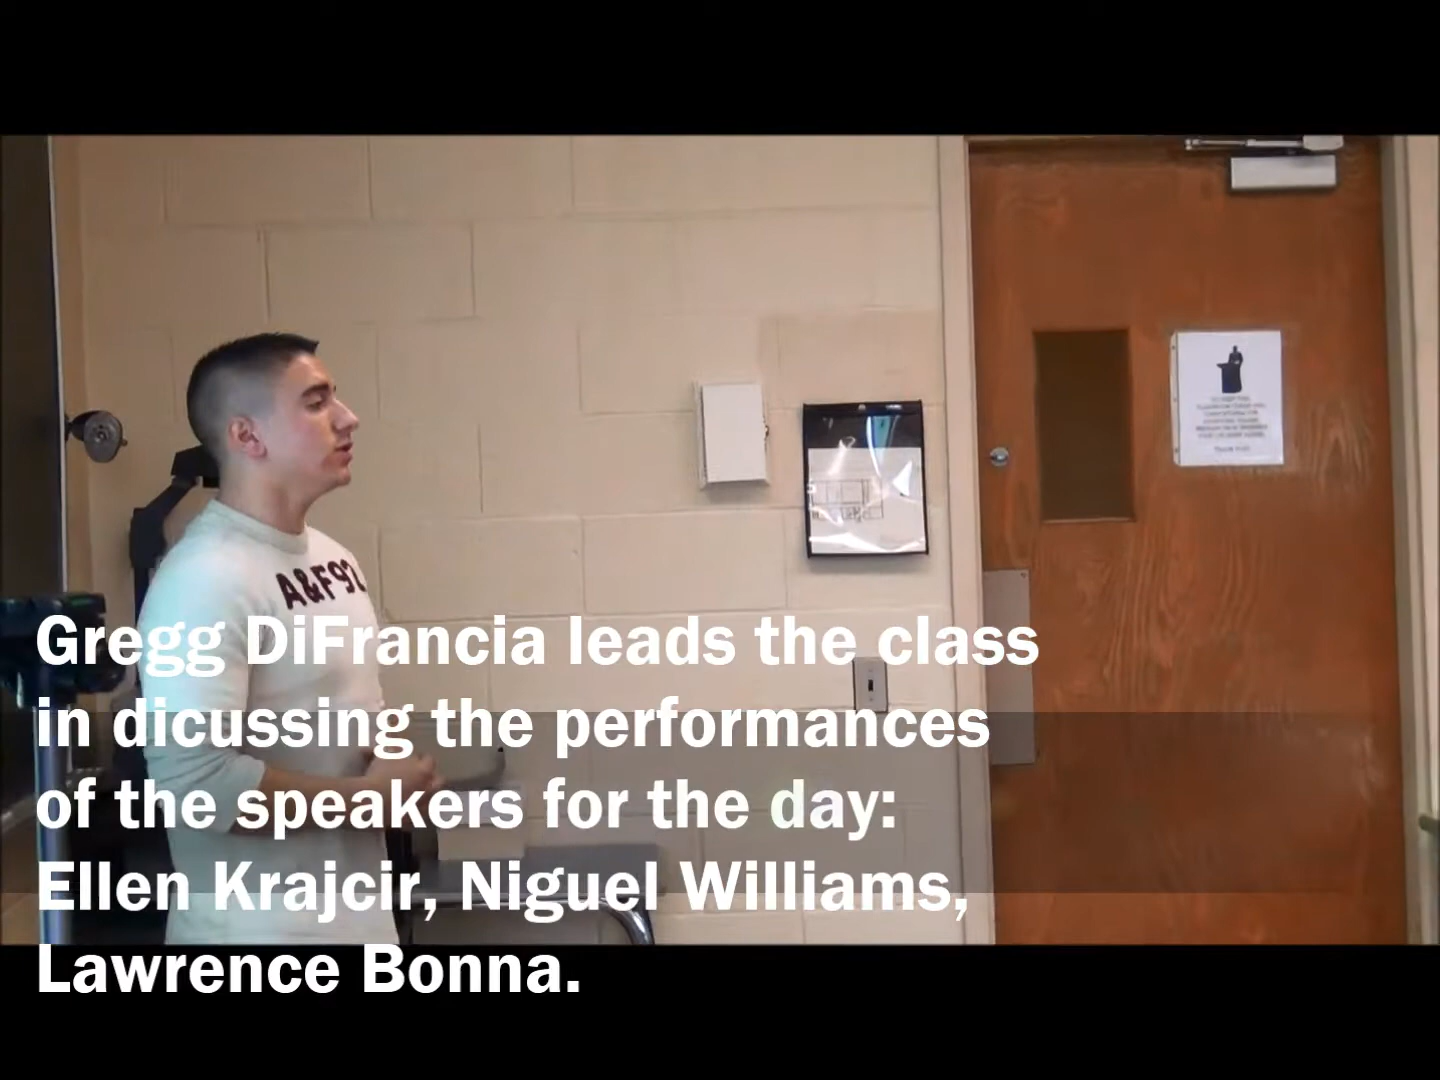 A&F92
Gregg DiFrancia leads the class
in dicussing the performances
of the speakers for the day:
Ellen Krajcir, Niguel Williams,
Lawrence Bonna.